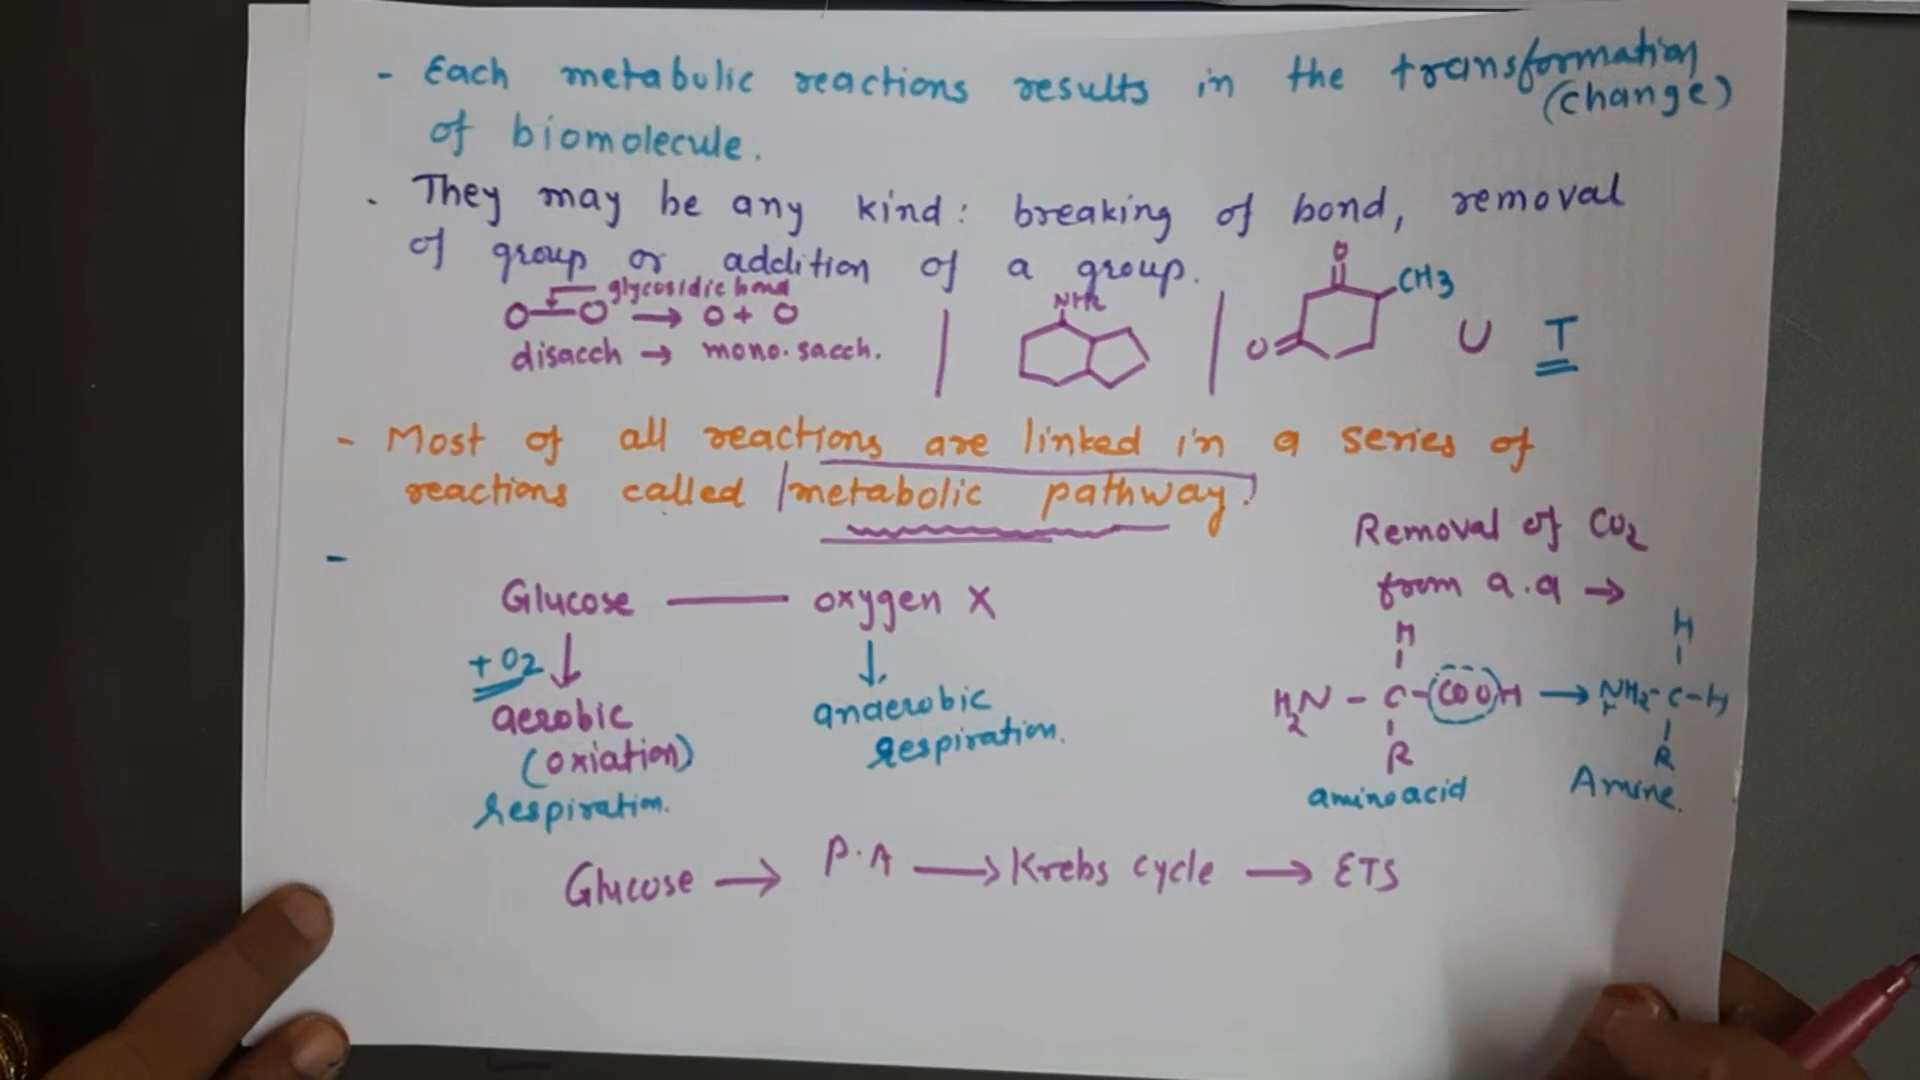 - Each metabolic reactions results in the transformation
(change)
of biomolecule.
. They may be any kind: breaking of bond, removal
of group or addition of a group.
glycosidic bond
O—O → O + O
disacch → mono.sacch.
NH2
O
CH3
O
U T
- Most of all reactions are linked in a series of
reactions called metabolic pathway!
-
Glucose — oxygen X
+ O2 ↓
aerobic
(oxiation)
respiration.
↓
anaerobic
respiration.
Removal of CO2
from a.a →
H
H2N - C - COOH →
R
aminoacid
H
NH2 - C - H
R
Amine.
Glucose → P.A → Krebs cycle → ETS